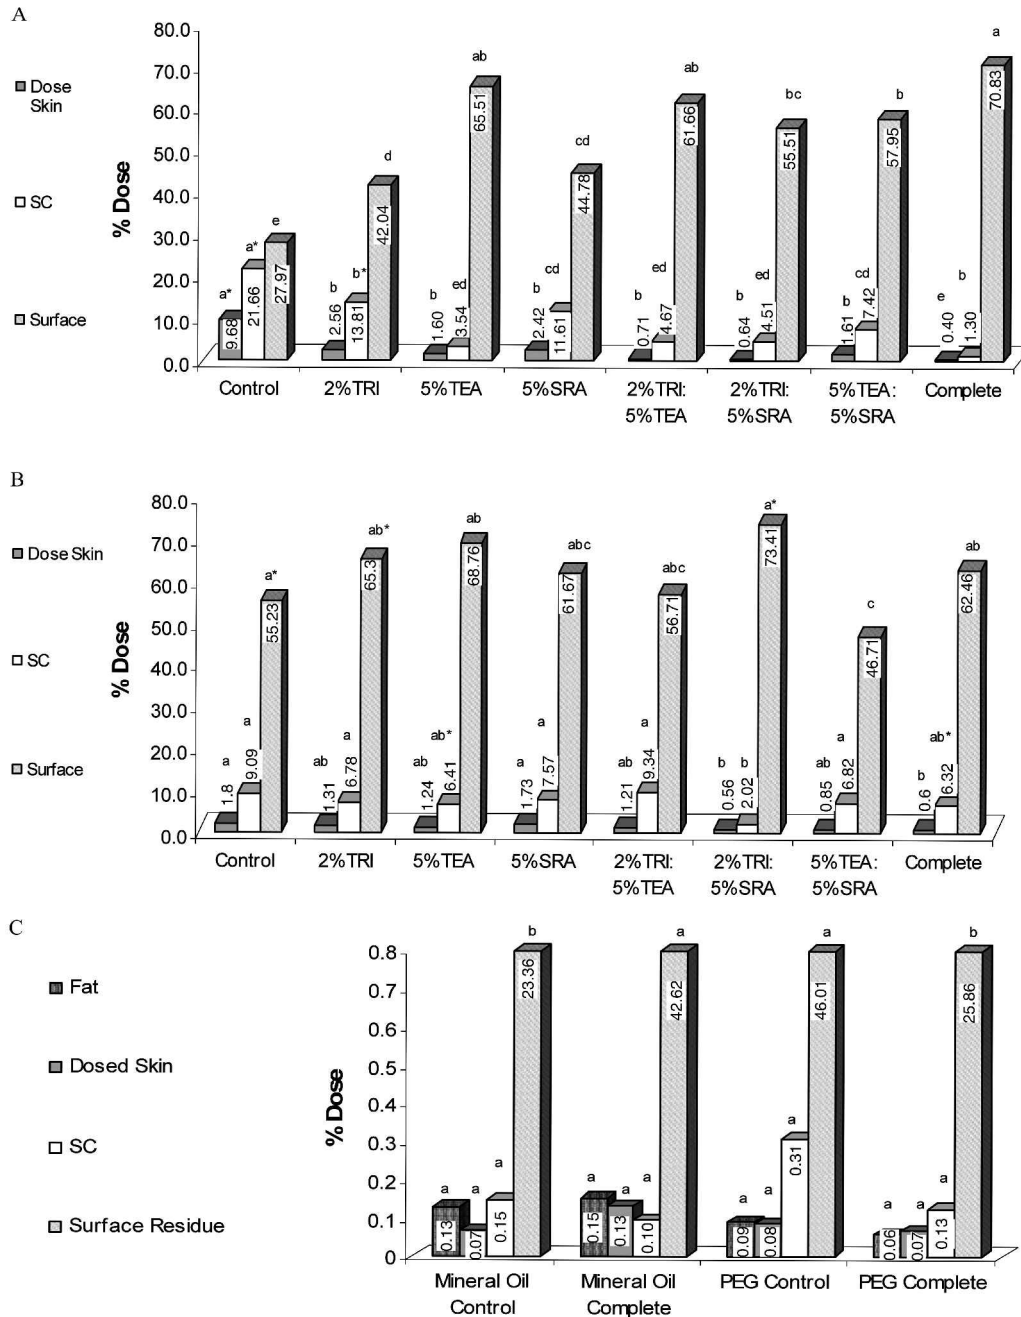 A
80.0
70.0
60.0
50.0
40.0
30.0
20.0
10.0
0.0
% Dose
Dose
Skin
SC
Surface
a* a* e
9.68 21.66 27.97
b b* d
2.56 13.81 42.04
b ed ab
1.60 3.54 65.51
b cd cd
2.42 11.61 44.78
b ed ab
0.71 4.67 61.66
b ed bc
0.64 4.51 55.51
b cd b
1.61 7.42 57.95
e b a
0.40 1.30 70.83
Control 2%TRI 5%TEA 5%SRA 2%TRI: 2%TRI: 5%TEA: Complete
5%TEA 5%SRA 5%SRA
B
80.0
70.0
60.0
50.0
40.0
30.0
20.0
10.0
0.0
% Dose
Dose Skin
SC
Surface
a a a*
1.8 9.09 55.23
ab a ab*
1.31 6.78 65.3
ab ab* ab
1.24 6.41 68.76
a a abc
1.73 7.57 61.67
ab a abc
1.21 9.34 56.71
b b a*
0.56 2.02 73.41
ab a c
0.85 6.82 46.71
b ab* ab
0.6 6.32 62.46
Control 2%TRI 5%TEA 5%SRA 2%TRI: 2%TRI: 5%TEA: Complete
5%TEA 5%SRA 5%SRA
C
0.8
0.7
0.6
0.5
0.4
0.3
0.2
0.1
0
% Dose
Fat
Dosed Skin
SC
Surface Residue
a a a b
0.13 0.07 0.15 23.36
a a a a
0.15 0.13 0.10 42.62
a a a a
0.09 0.08 0.31 46.01
a a a b
0.06 0.07 0.13 25.86
Mineral Oil Mineral Oil PEG Control PEG Complete
Control Complete